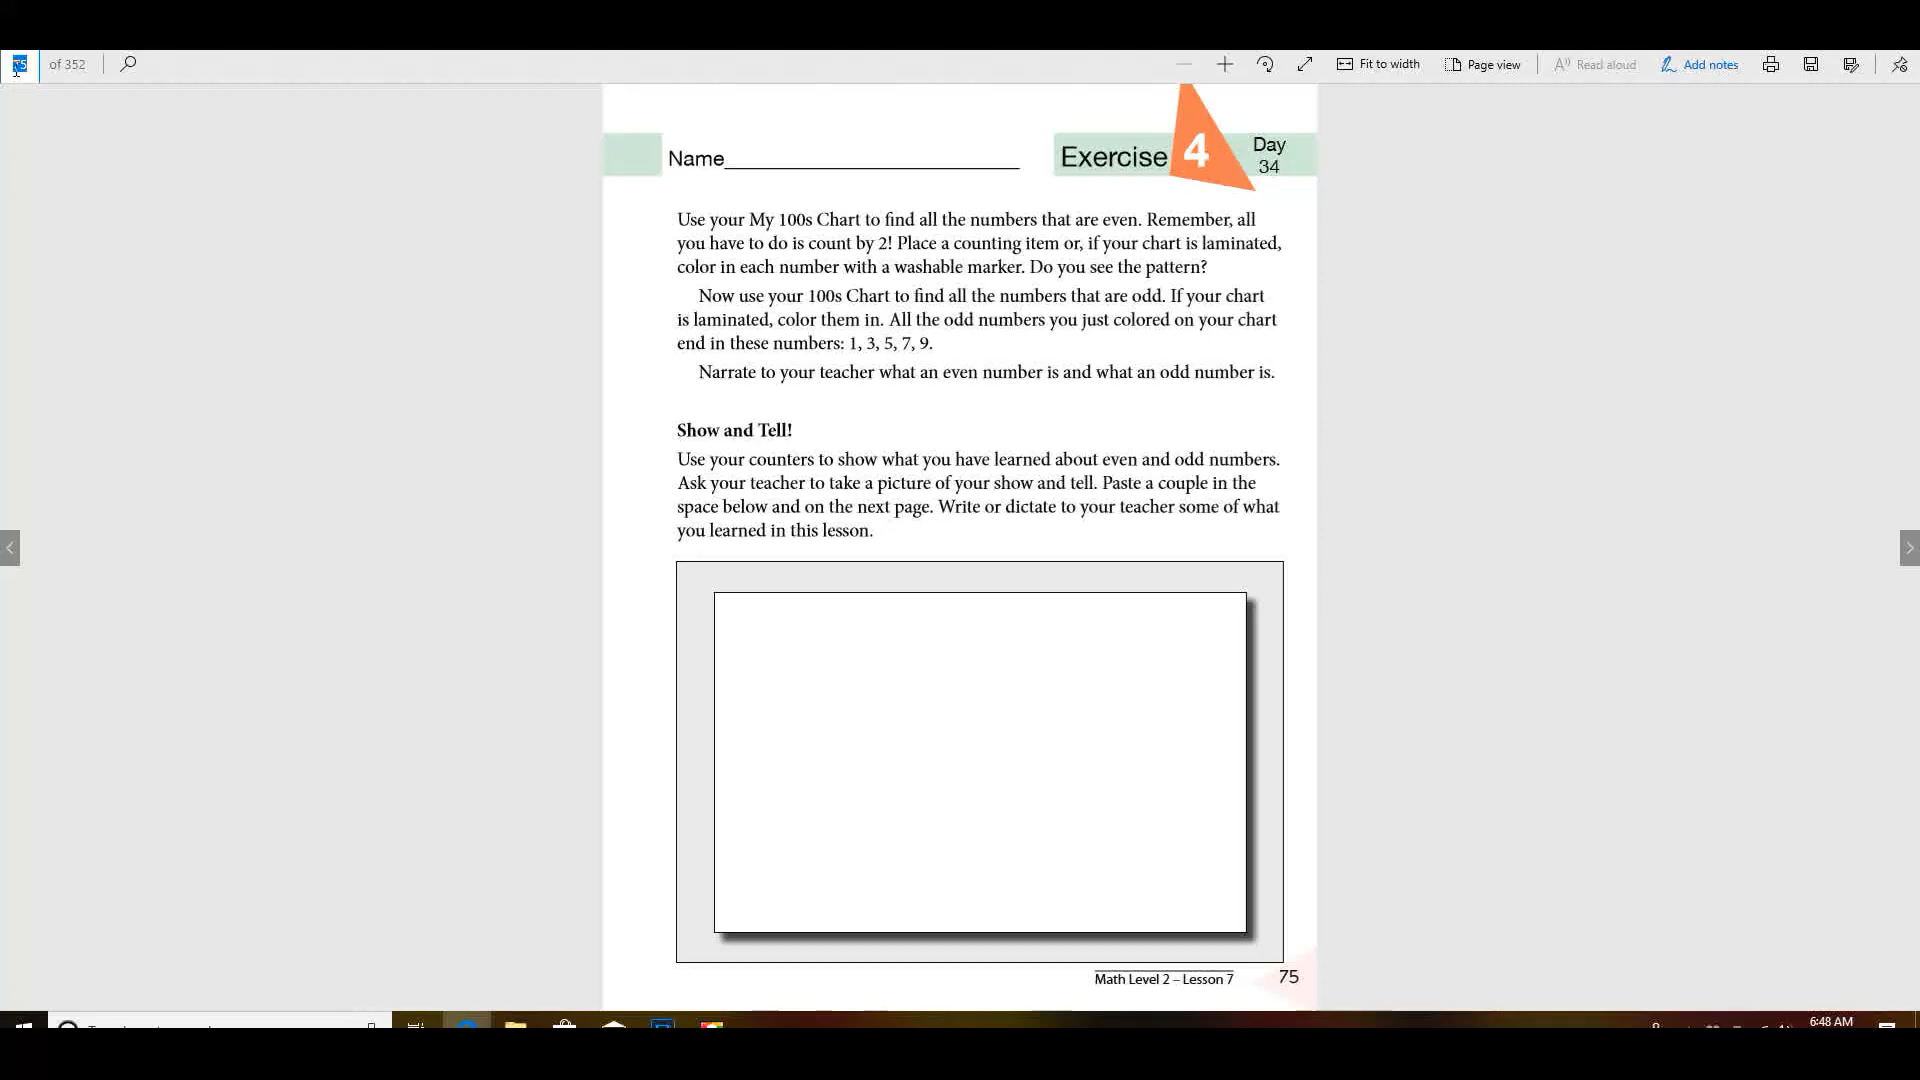 75 of 352 Fit to width Page view Read aloud Add notes
Name
Exercise 4 Day 34
Use your My 100s Chart to find all the numbers that are even. Remember, all
you have to do is count by 2! Place a counting item or, if your chart is laminated,
color in each number with a washable marker. Do you see the pattern?
Now use your 100s Chart to find all the numbers that are odd. If your chart
is laminated, color them in. All the odd numbers you just colored on your chart
end in these numbers: 1, 3, 5, 7, 9.
Narrate to your teacher what an even number is and what an odd number is.
Show and Tell!
Use your counters to show what you have learned about even and odd numbers.
Ask your teacher to take a picture of your show and tell. Paste a couple in the
space below and on the next page. Write or dictate to your teacher some of what
you learned in this lesson.
Math Level 2 – Lesson 7 75
6:48 AM